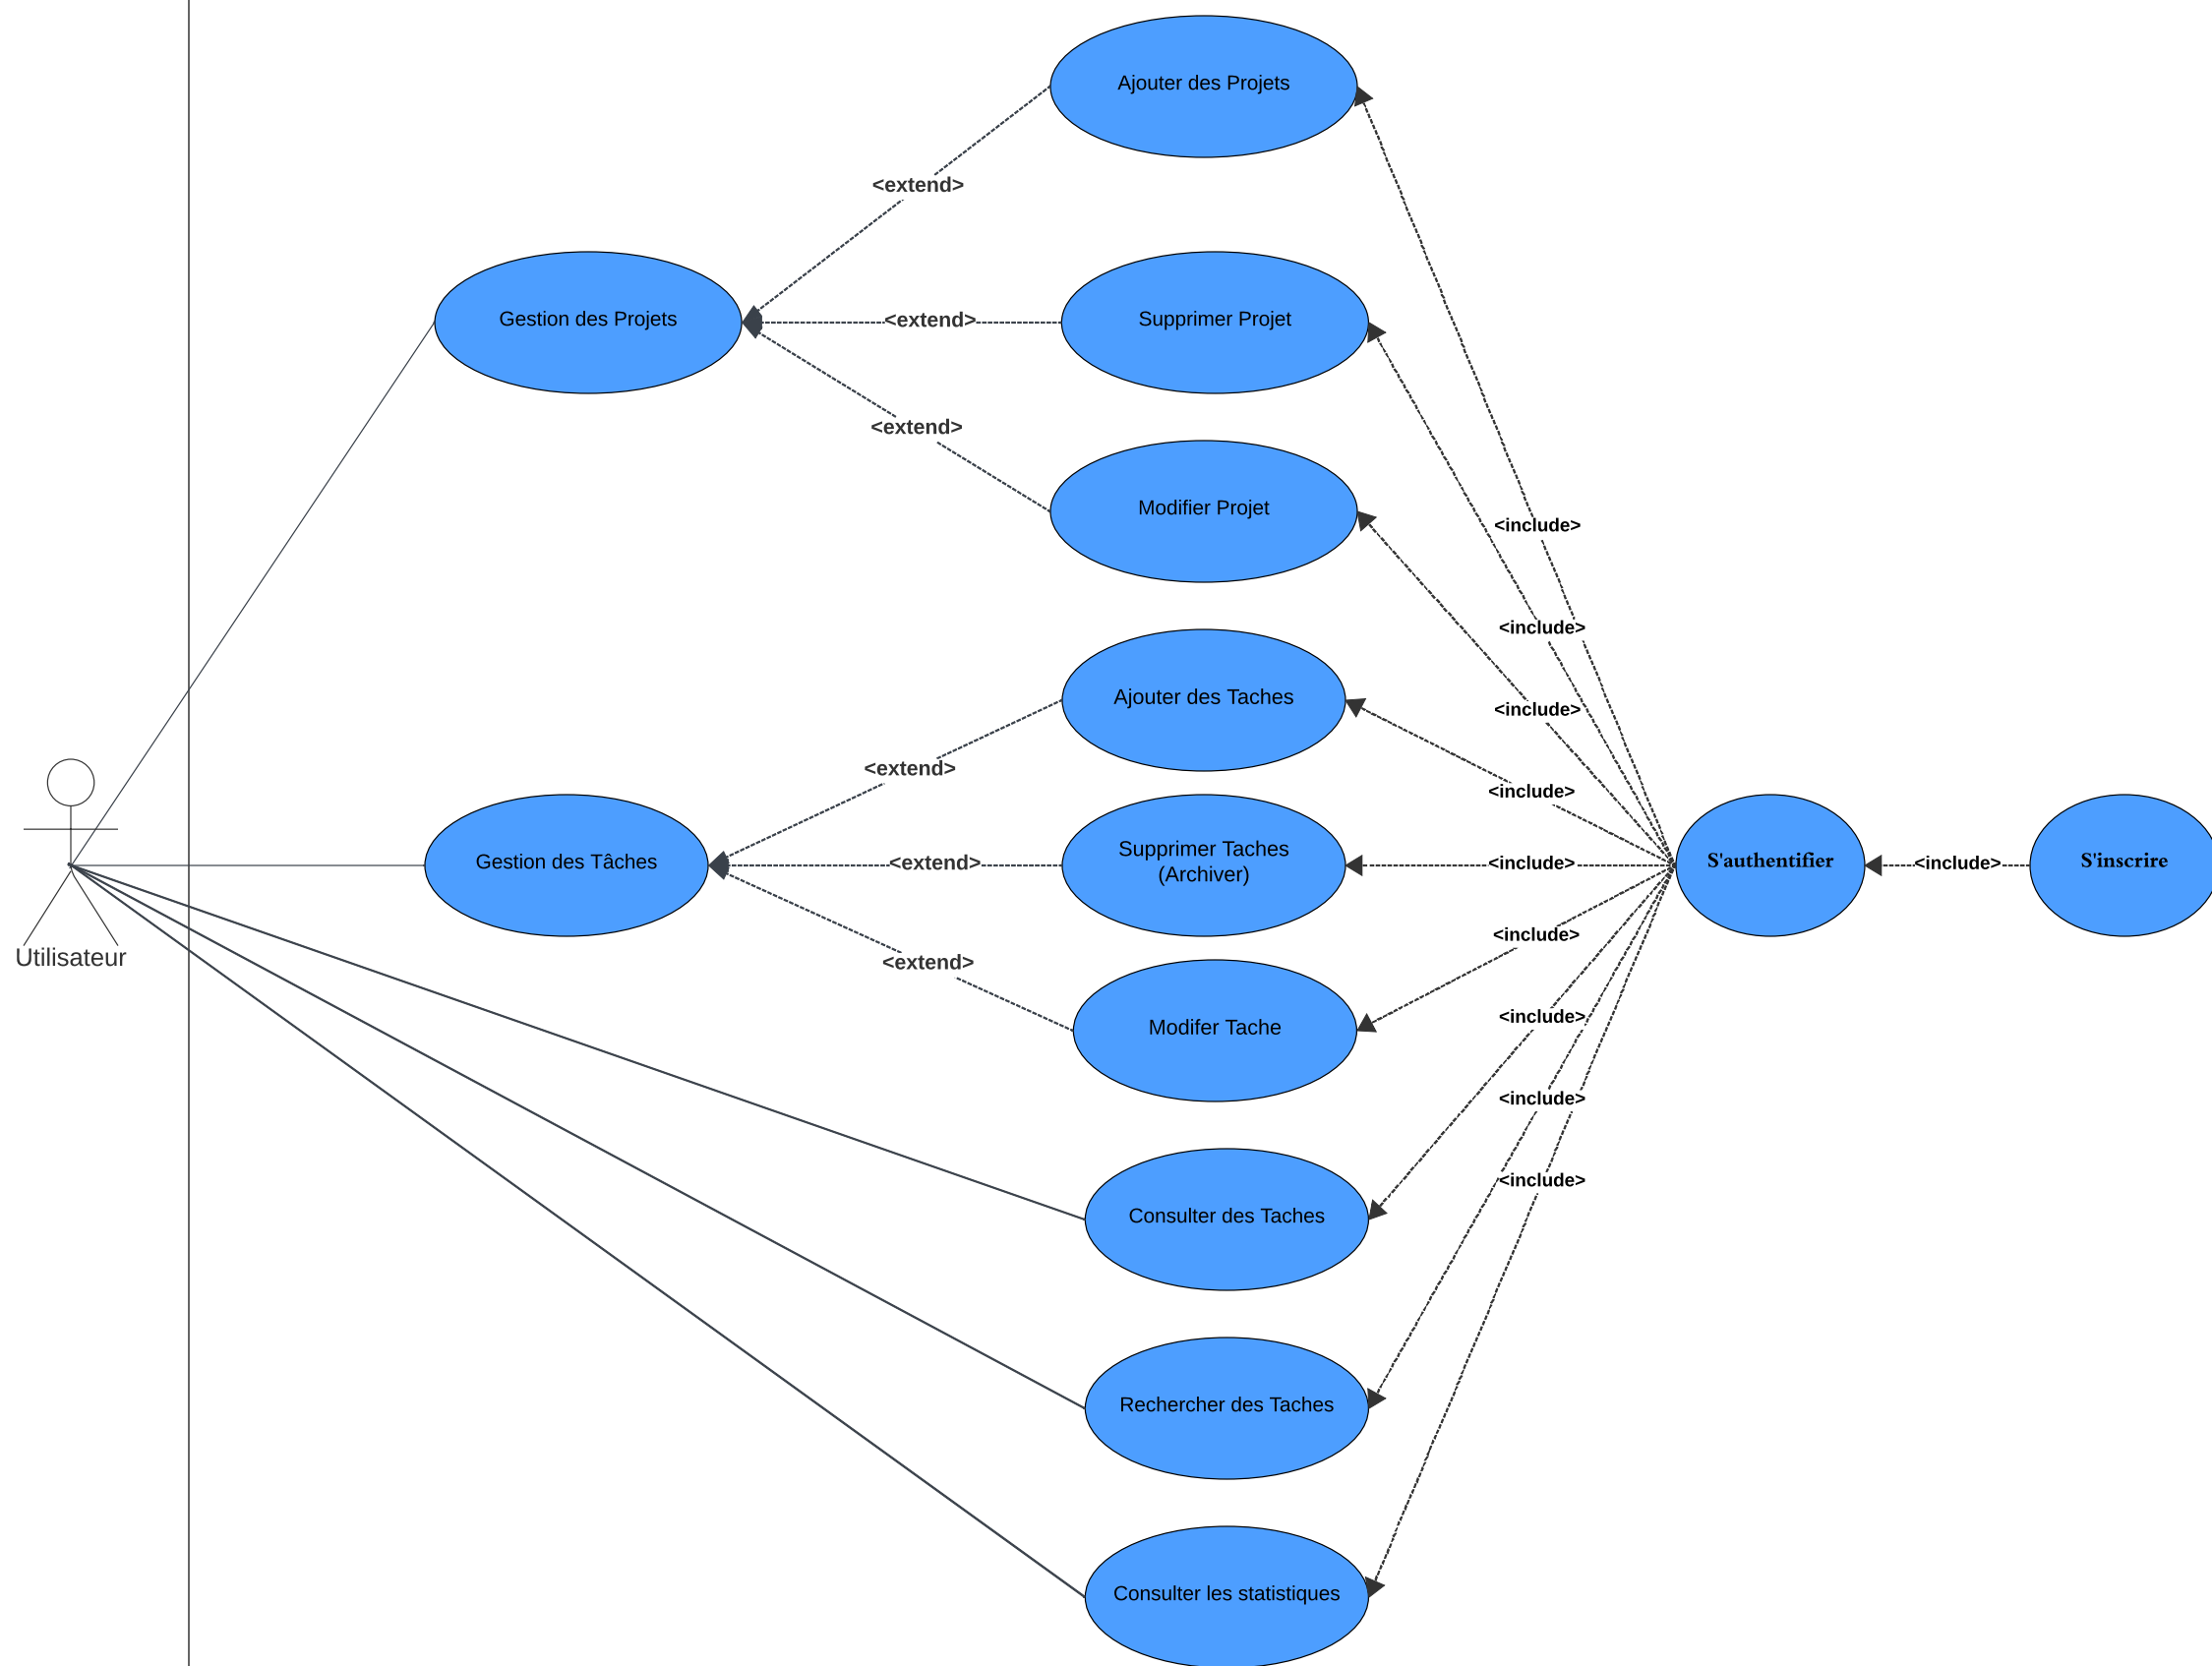 Ajouter des Projets
<extend>
Gestion des Projets
<extend>
Supprimer Projet
<extend>
Modifier Projet
<include>
<include>
Ajouter des Taches
<include>
<extend>
<include>
Utilisateur
Gestion des Tâches
<extend>
Supprimer Taches
(Archiver)
<include>
S'authentifier
<include>
S'inscrire
<include>
<extend>
Modifer Tache
<include>
<include>
<include>
Consulter des Taches
Rechercher des Taches
Consulter les statistiques